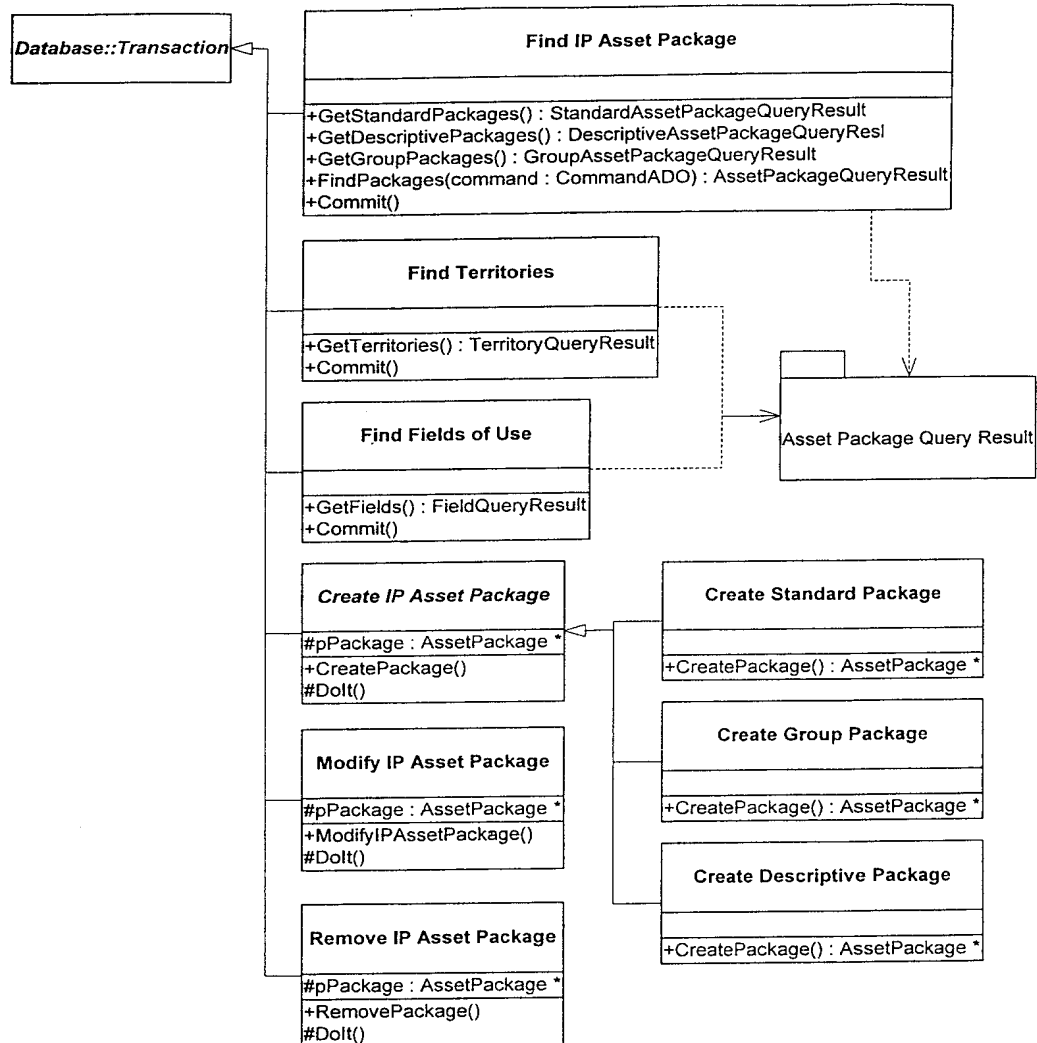 Database::Transaction
Find IP Asset Package
+GetStandardPackages() : StandardAssetPackageQueryResult
+GetDescriptivePackages() : DescriptiveAssetPackageQueryResl
+GetGroupPackages() : GroupAssetPackageQueryResult
+FindPackages(command : CommandADO) : AssetPackageQueryResult
+Commit()
Find Territories
+GetTerritories() : TerritoryQueryResult
+Commit()
Asset Package Query Result
Find Fields of Use
+GetFields() : FieldQueryResult
+Commit()
Create IP Asset Package
#pPackage : AssetPackage *
+CreatePackage()
#DoIt()
Create Standard Package
+CreatePackage() : AssetPackage *
Create Group Package
+CreatePackage() : AssetPackage *
Modify IP Asset Package
#pPackage : AssetPackage *
+ModifyIPAssetPackage()
#DoIt()
Create Descriptive Package
+CreatePackage() : AssetPackage *
Remove IP Asset Package
#pPackage : AssetPackage *
+RemovePackage()
#DoIt()